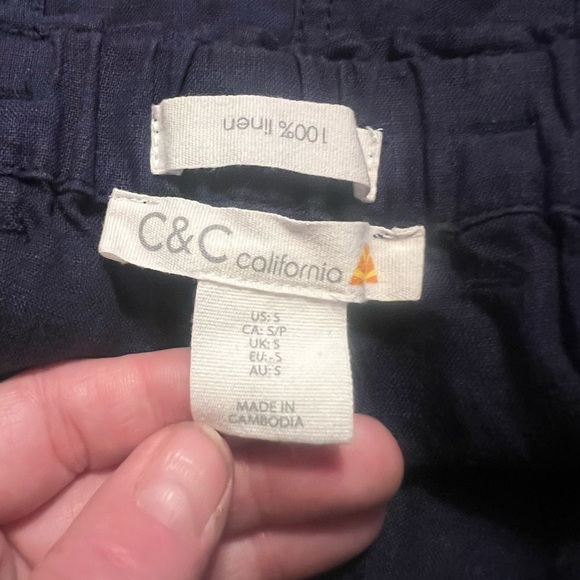 100% linen
C&C california
US: S
CA: S/P
UK: S
EU: S
AU: S
MADE IN
CAMBODIA